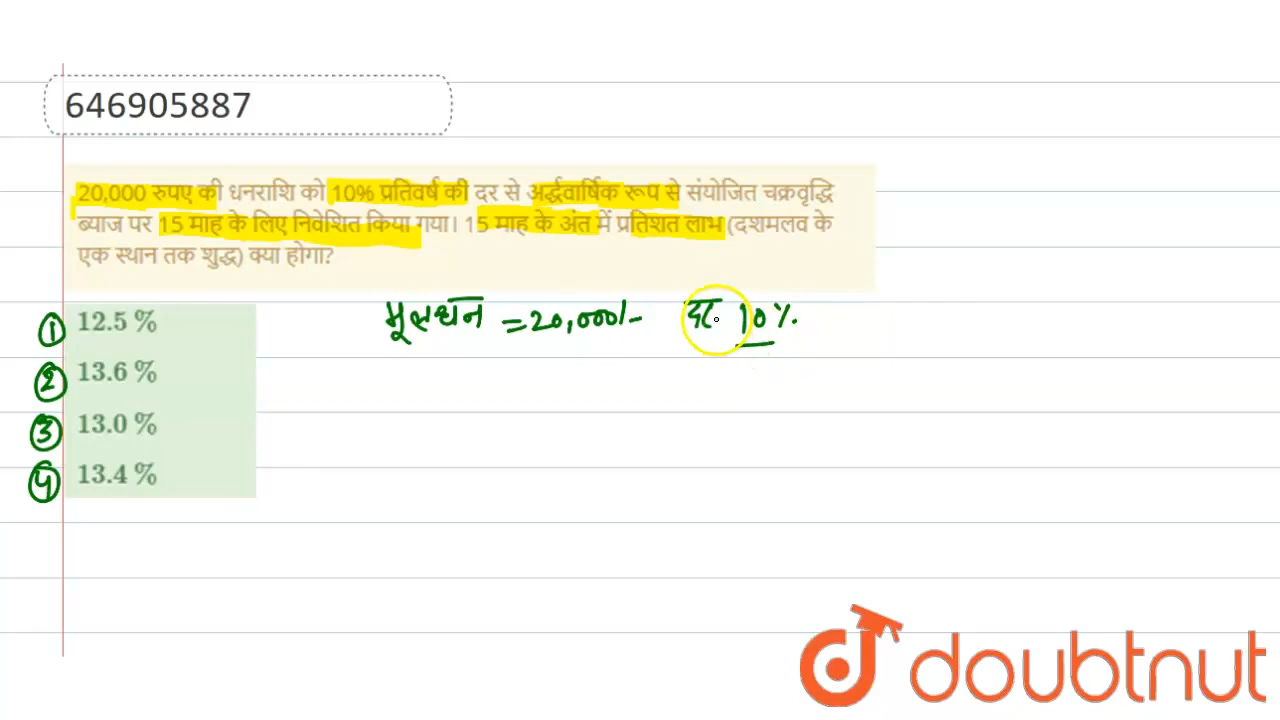 646905887
20,000 रुपए की धनराशि को 10% प्रतिवर्ष की दर से अर्द्धवार्षिक रूप से संयोजित चक्रवृद्धि
ब्याज पर 15 माह के लिए निवेशित किया गया। 15 माह के अंत में प्रतिशत लाभ (दशमलव के
एक स्थान तक शुद्ध) क्या होगा?
मूलधन = 20,000/- दर 10%.
1 12.5 %
2 13.6 %
3 13.0 %
4 13.4 %
doubtnut